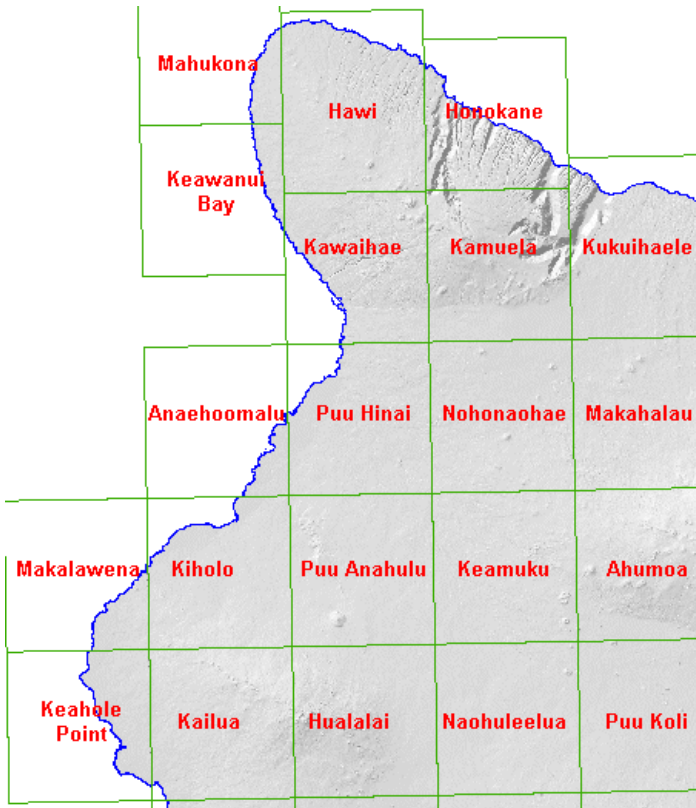 Mahukona
Hawi
Honokane
Keawanui
Bay
Kawaihae
Kamuela
Kukuihaele
Anaehoomalu
Puu Hinai
Nohonaohae
Makahalau
Makalawena
Kiholo
Puu Anahulu
Keamuku
Ahumoa
Keahole
Point
Kailua
Hualalai
Naohuleelua
Puu Koli